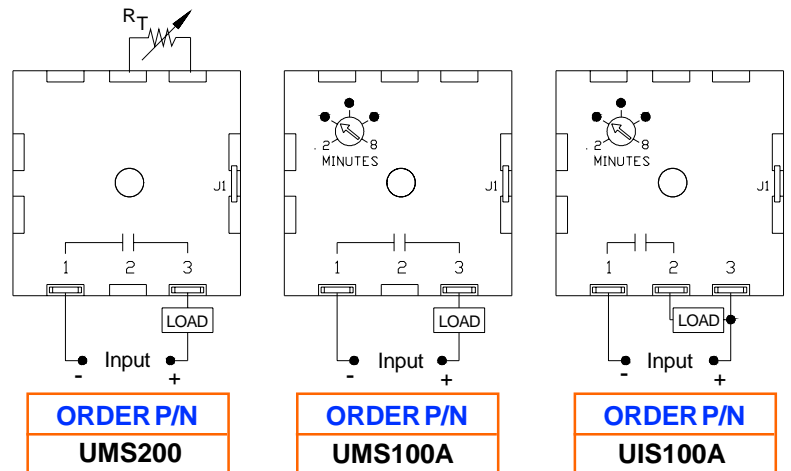 RT
J1
1 2 3
LOAD
- Input +
ORDER P/N
UMS200
2 8
MINUTES
J1
1 2 3
LOAD
- Input +
ORDER P/N
UMS100A
2 8
MINUTES
J1
1 2 3
LOAD
- Input +
ORDER P/N
UIS100A